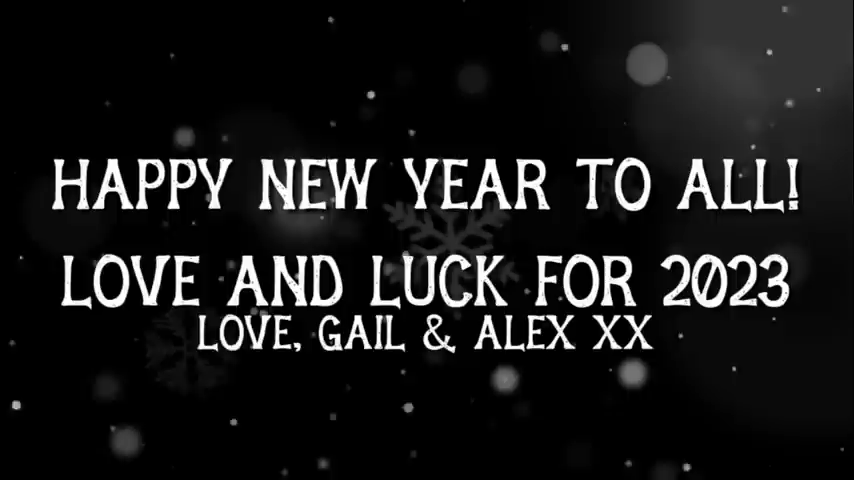 HAPPY NEW YEAR TO ALL!
LOVE AND LUCK FOR 2023
LOVE, GAIL & ALEX XX